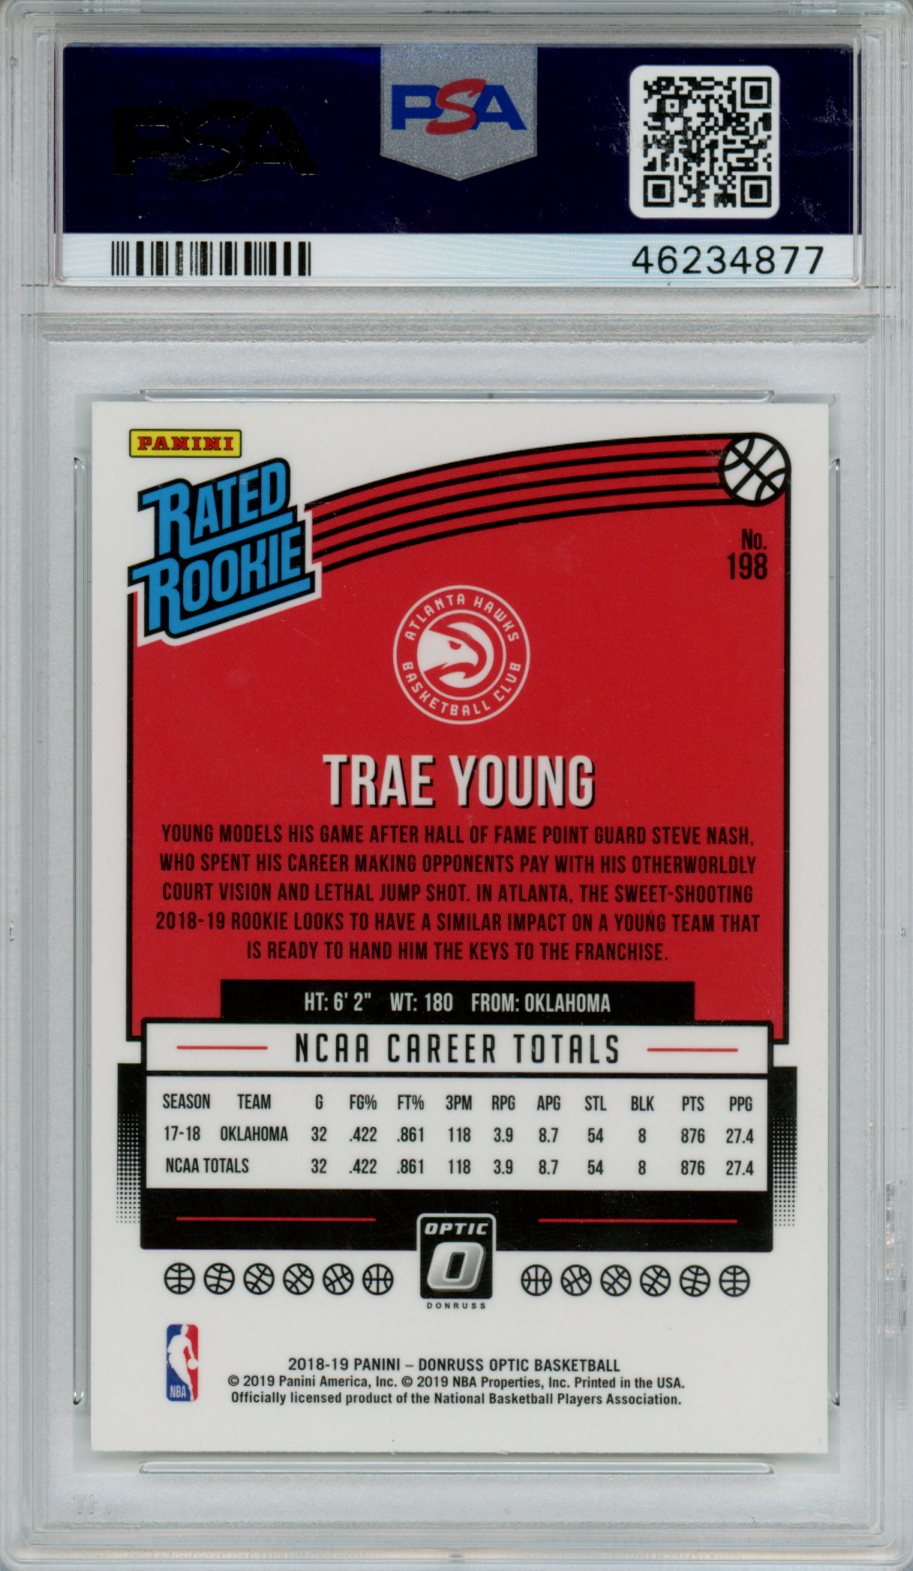 PSA
PSA
46234877
PANINI
RATED
ROOKIE
No.
198
ATLANTA HAWKS
BASKETBALL CLUB
TRAE YOUNG
YOUNG MODELS HIS GAME AFTER HALL OF FAME POINT GUARD STEVE NASH,
WHO SPENT HIS CAREER MAKING OPPONENTS PAY WITH HIS OTHERWORLDLY
COURT VISION AND LETHAL JUMP SHOT. IN ATLANTA, THE SWEET-SHOOTING
2018-19 ROOKIE LOOKS TO HAVE A SIMILAR IMPACT ON A YOUNG TEAM THAT
IS READY TO HAND HIM THE KEYS TO THE FRANCHISE.
HT: 6' 2" WT: 180 FROM: OKLAHOMA
NCAA CAREER TOTALS
SEASON TEAM G FG% FT% 3PM RPG APG STL BLK PTS PPG
17-18 OKLAHOMA 32 .422 .861 118 3.9 8.7 54 8 876 27.4
NCAA TOTALS 32 .422 .861 118 3.9 8.7 54 8 876 27.4
OPTIC
O
DONRUSS
NBA
2018-19 PANINI – DONRUSS OPTIC BASKETBALL
© 2019 Panini America, Inc. © 2019 NBA Properties, Inc. Printed in the USA.
Officially licensed product of the National Basketball Players Association.